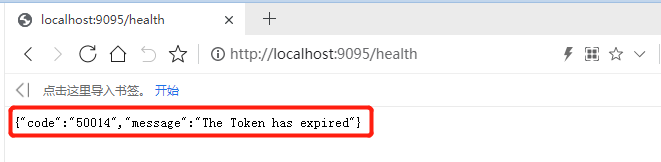 localhost:9095/health
http://localhost:9095/health
点击这里导入书签。 开始
{"code":"50014","message":"The Token has expired"}